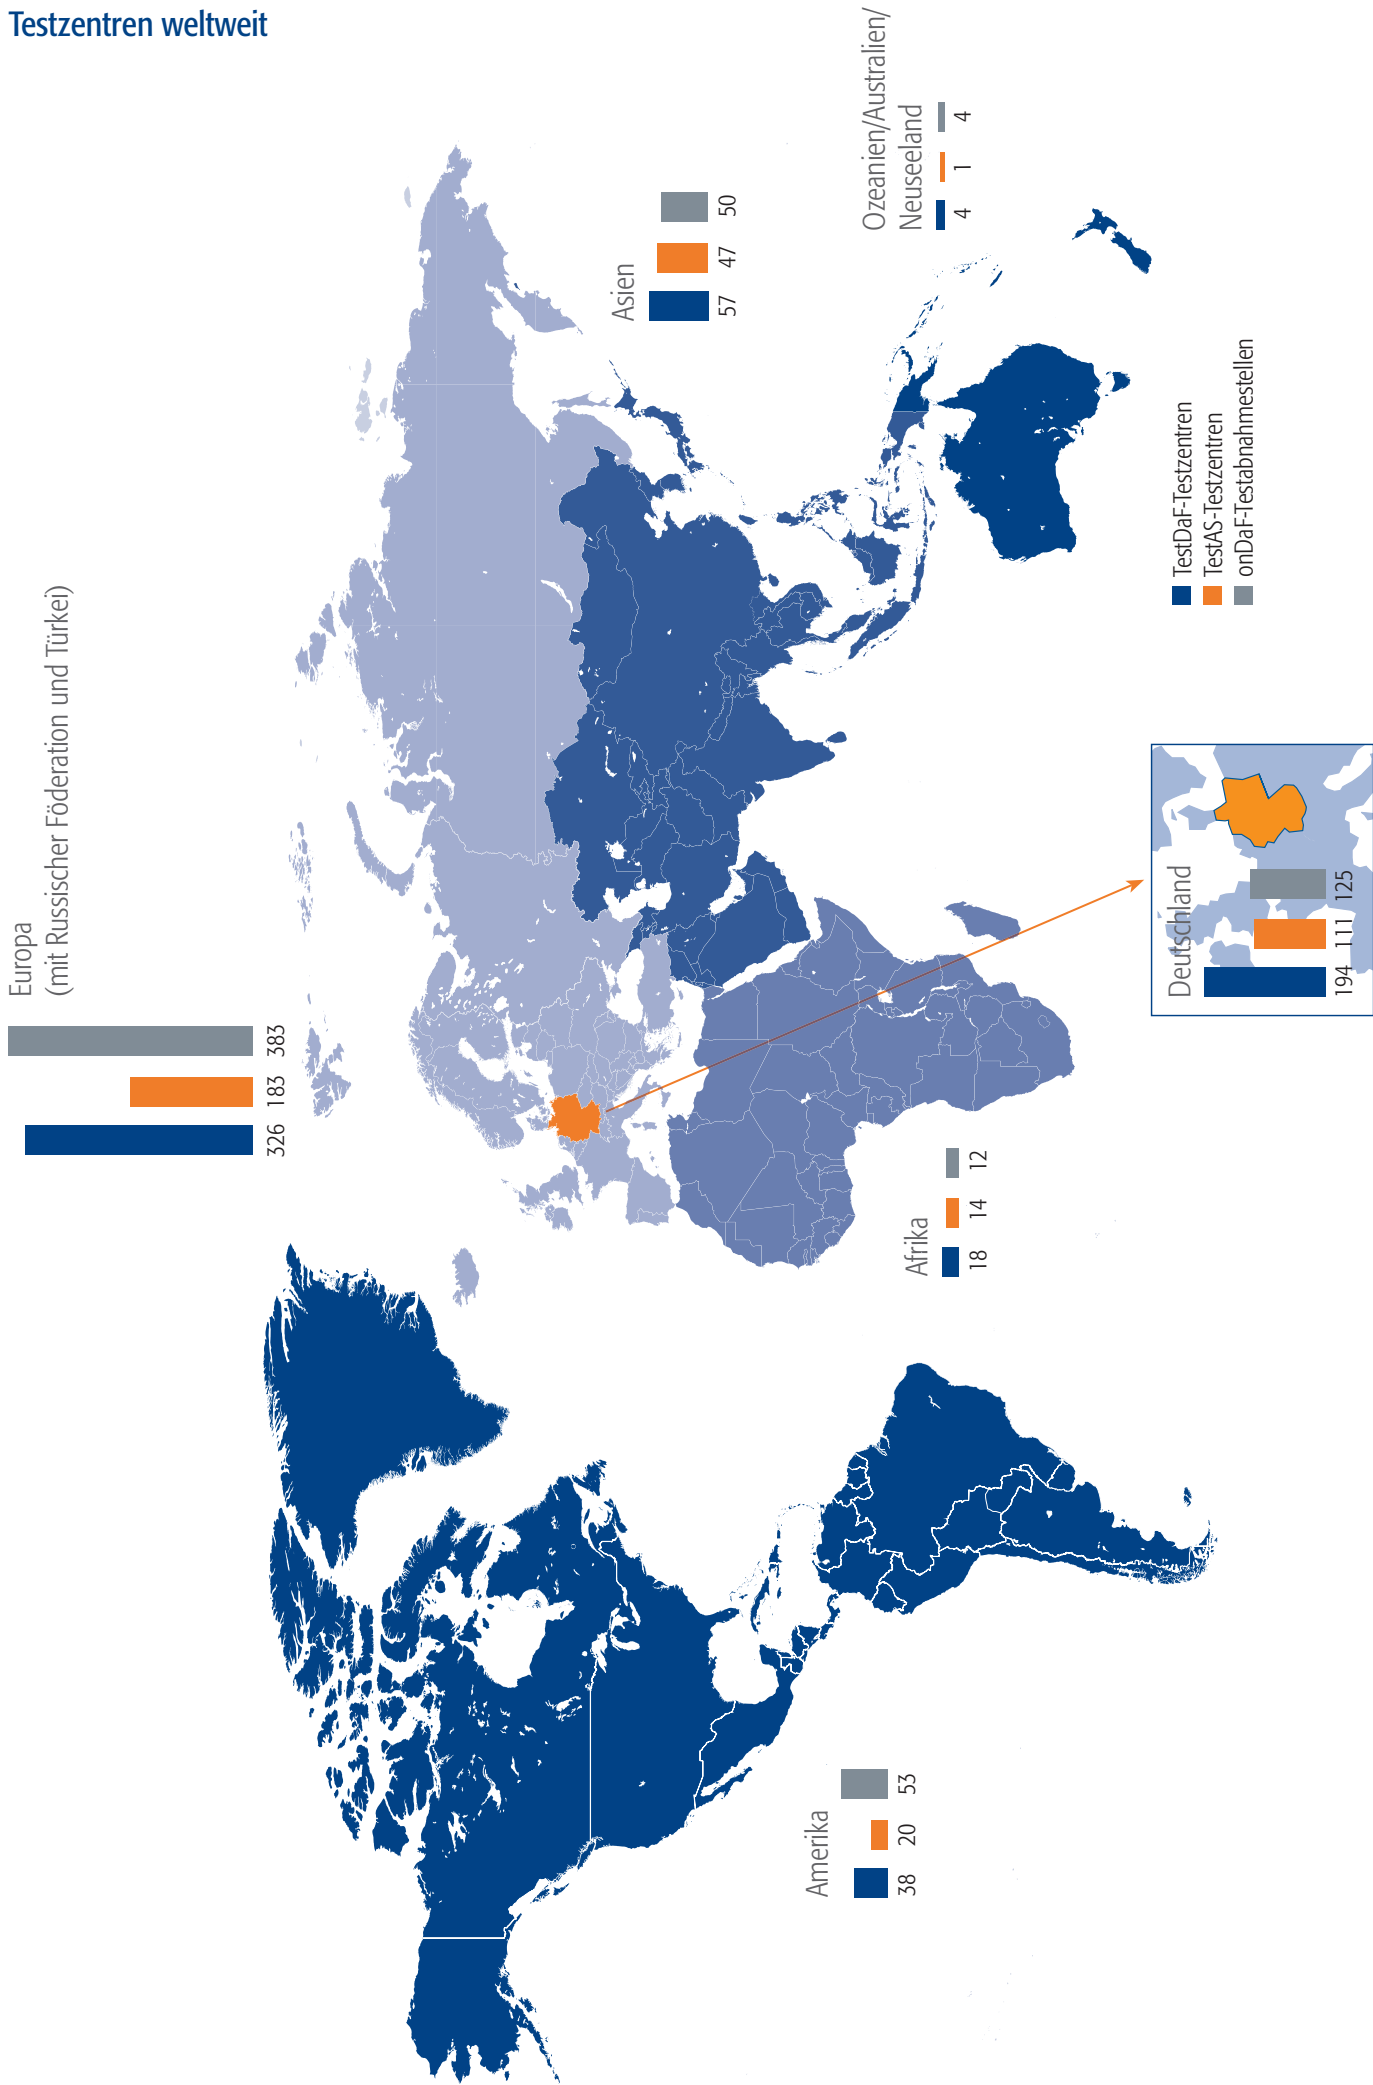 Testzentren weltweit
Europa
(mit Russischer Föderation und Türkei)
326 183 383
Asien
57 47 50
Ozeanien/Australien/
Neuseeland
4 1 4
Afrika
18 14 12
Amerika
38 20 53
Deutschland
194 111 125
TestDaF-Testzentren
TestAS-Testzentren
onDaF-Testabnahmestellen